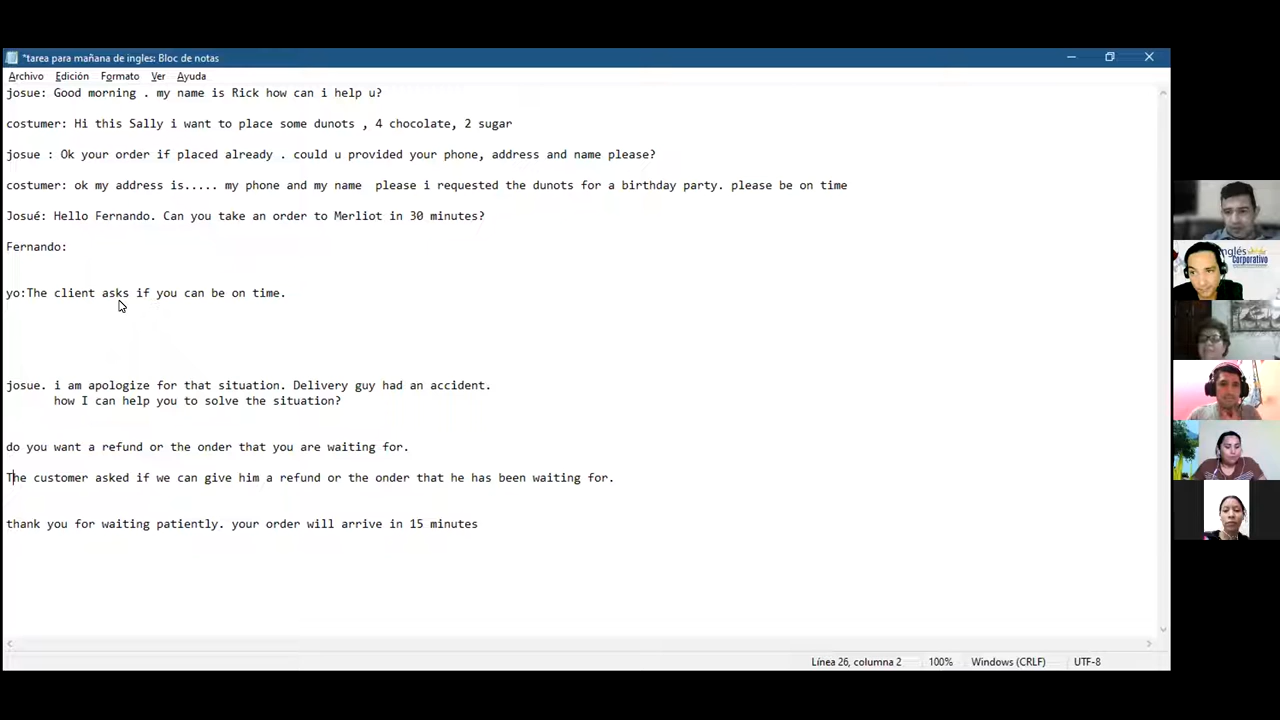 *tarea para mañana de ingles: Bloc de notas
Archivo Edición Formato Ver Ayuda
josue: Good morning . my name is Rick how can i help u?
costumer: Hi this Sally i want to place some dunots , 4 chocolate, 2 sugar
josue : Ok your order if placed already . could u provided your phone, address and name please?
costumer: ok my address is..... my phone and my name  please i requested the dunots for a birthday party. please be on time
Josué: Hello Fernando. Can you take an order to Merliot in 30 minutes?
Fernando:
yo:The client asks if you can be on time.
josue. i am apologize for that situation. Delivery guy had an accident.
how I can help you to solve the situation?
do you want a refund or the onder that you are waiting for.
The customer asked if we can give him a refund or the onder that he has been waiting for.
thank you for waiting patiently. your order will arrive in 15 minutes
Línea 26, columna 2 100% Windows (CRLF) UTF-8
inglés
Corporativo